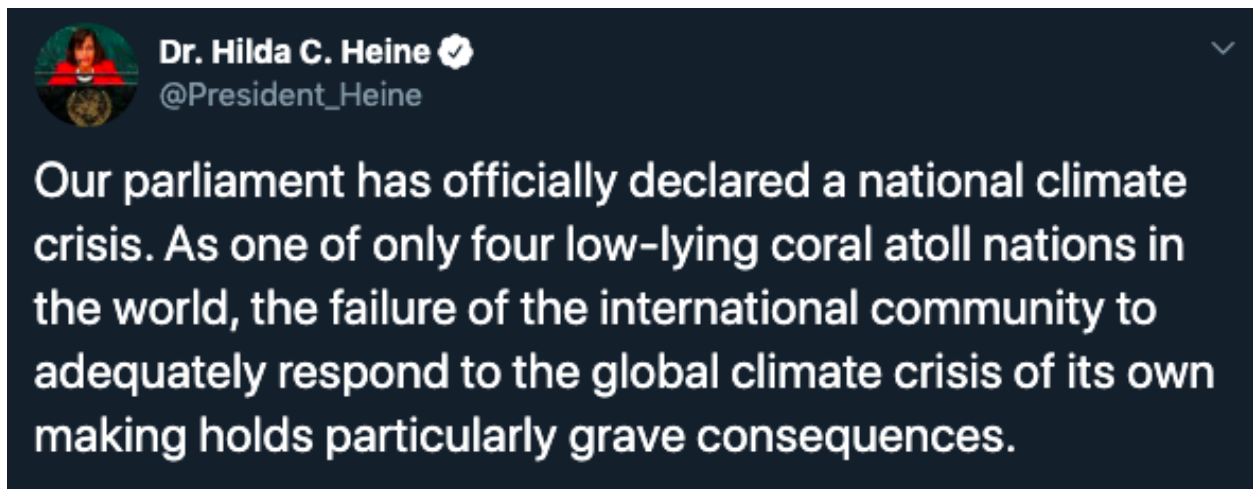 Dr. Hilda C. Heine
@President_Heine
Our parliament has officially declared a national climate
crisis. As one of only four low-lying coral atoll nations in
the world, the failure of the international community to
adequately respond to the global climate crisis of its own
making holds particularly grave consequences.